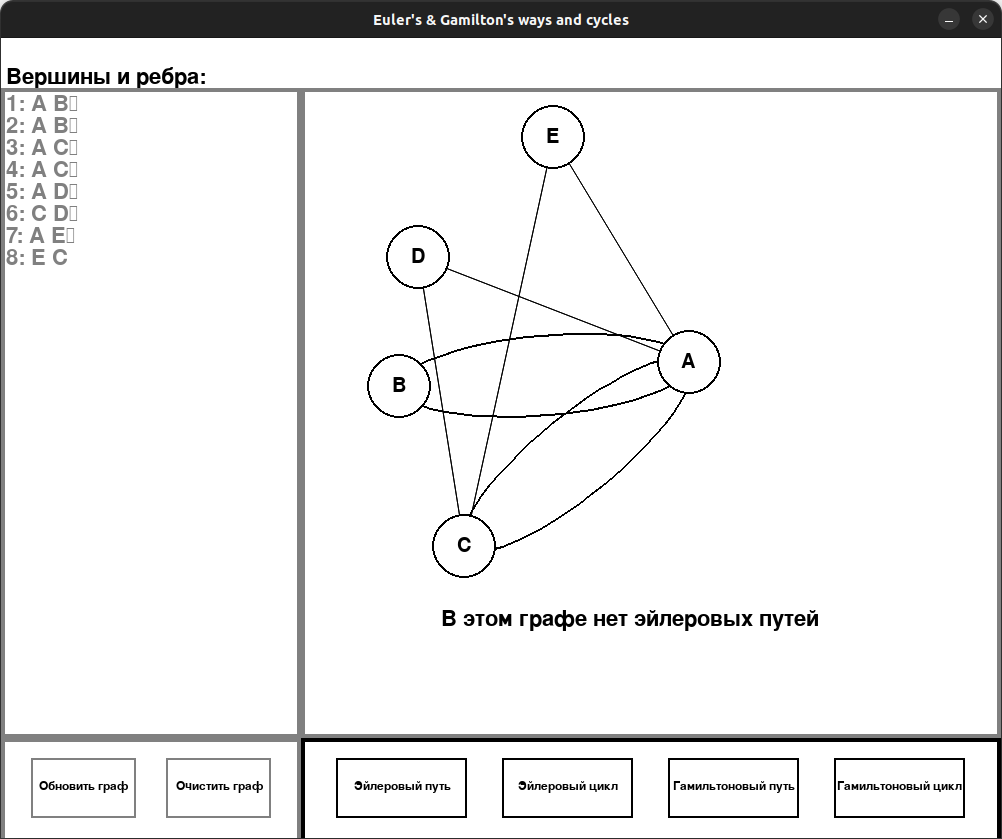 Euler's & Gamilton's ways and cycles
Вершины и ребра:
1: A B▯
2: A B▯
3: A C▯
4: A C▯
5: A D▯
6: C D▯
7: A E▯
8: E C
E
D
A
B
C
В этом графе нет эйлеровых путей
Обновить граф
Очистить граф
Эйлеровый путь
Эйлеровый цикл
Гамильтоновый путь
Гамильтоновый цикл